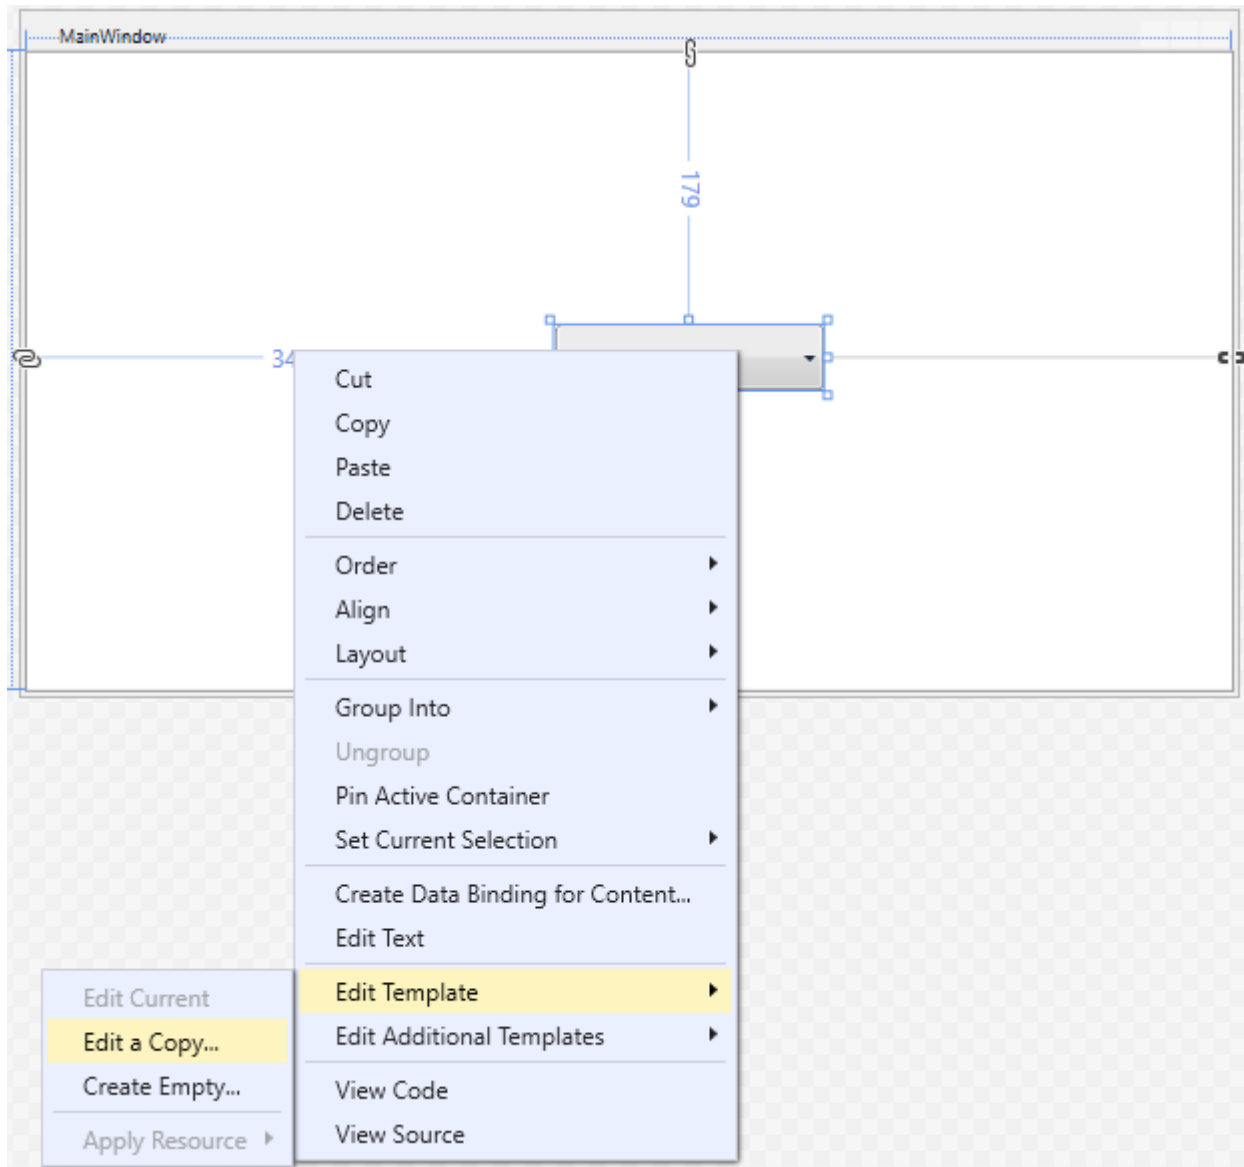 MainWindow
179
34
Cut
Copy
Paste
Delete
Order
Align
Layout
Group Into
Ungroup
Pin Active Container
Set Current Selection
Create Data Binding for Content...
Edit Text
Edit Template
Edit Additional Templates
View Code
View Source
Edit Current
Edit a Copy...
Create Empty...
Apply Resource